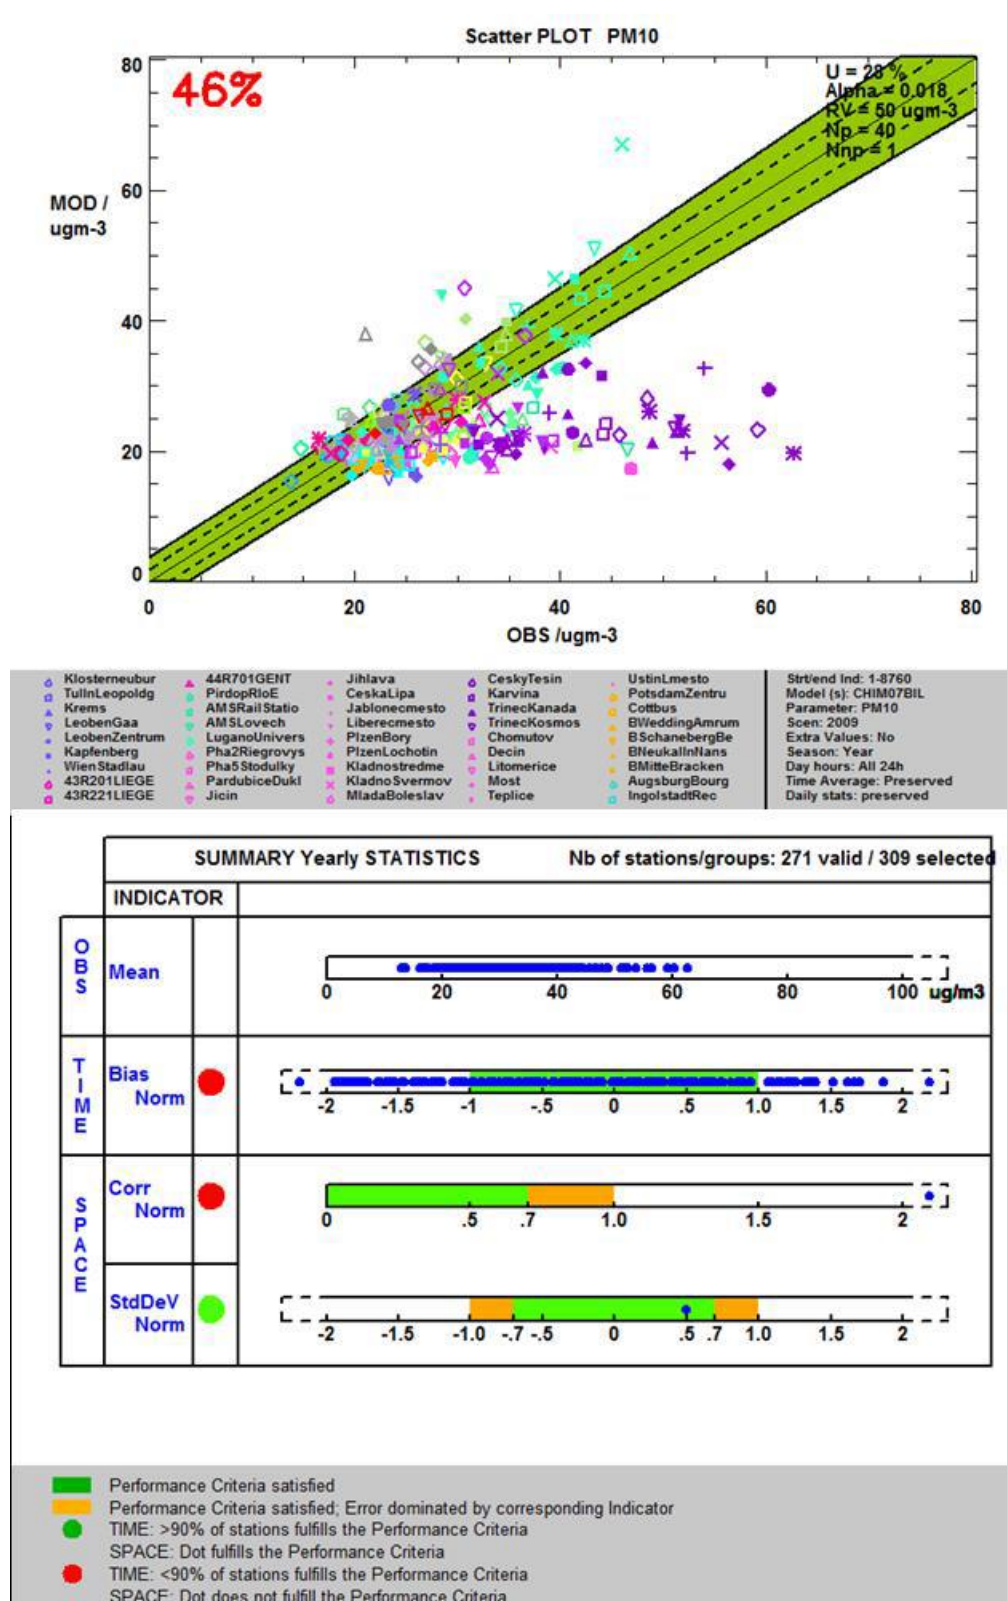 Scatter PLOT PM10
46%
U = 28 %
Alpha = 0.018
RV = 50 ugm-3
Np = 40
Nnp = 1
MOD /
ugm-3
80
60
40
20
0
0 20 40 60 80
OBS /ugm-3
Klosterneubur 44R701GENT Jihlava CeskyTesin UstinLmesto Strt/end Ind: 1-8760
TullnLeopoldg PirdopRIoE CeskaLipa Karvina PotsdamZentru Model (s): CHIM07BIL
Krems AMSRailStatio Jablonecmesto TrinecKanada Cottbus Parameter: PM10
LeobenGaa AMSLovech Liberecmesto TrinecKosmos BWeddingAmrum Scen: 2009
LeobenZentrum LuganoUnivers PlzenBory Chomutov BSchanebergBe Extra Values: No
Kapfenberg Pha2Riegrovys PlzenLochotin Decin BNeukallnNans Season: Year
WienStadlau Pha5Stodulky Kladnostredme Litomerice BMitteBracken Day hours: All 24h
43R201LIEGE PardubiceDukl KladnoSvermov Most AugsburgBourg Time Average: Preserved
43R221LIEGE Jicin MladaBoleslav Teplice IngolstadtRec Daily stats: preserved
SUMMARY Yearly STATISTICS Nb of stations/groups: 271 valid / 309 selected
INDICATOR
OBS
Mean
0 20 40 60 80 100 ug/m3
TIME
Bias
Norm
-2 -1.5 -1 -.5 0 .5 1.0 1.5 2
SPACE
Corr
Norm
0 .5 .7 1.0 1.5 2
StdDeV
Norm
-2 -1.5 -1.0 -.7 -.5 0 .5 .7 1.0 1.5 2
Performance Criteria satisfied
Performance Criteria satisfied; Error dominated by corresponding Indicator
TIME: >90% of stations fulfills the Performance Criteria
SPACE: Dot fulfills the Performance Criteria
TIME: <90% of stations fulfills the Performance Criteria
SPACE: Dot does not fulfill the Performance Criteria